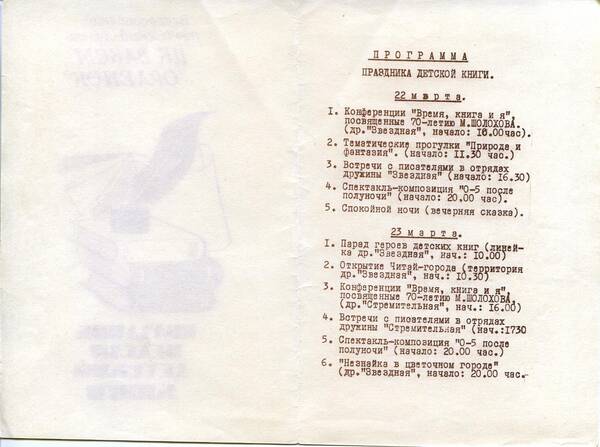 ПРОГРАММА
ПРАЗДНИКА ДЕТСКОЙ КНИГИ.
22 марта.
I. Конференции "Время, книга и я",
посвященные 70-летию М.ШОЛОХОВА.
(др."Звездная", начало: 10.00час).
2. Тематические прогулки "Природа и
фантазия". (начало: II.30 час.)
3. Встречи с писателями в отрядах
дружины "Звездная" (начало: I6.30)
4. Спектакль-композиция "0-5 после
полуночи" (начало: 20.00 час).
5. Спокойной ночи (вечерняя сказка).
23 марта.
I. Парад героев детских книг (линей-
ка др."Звездная", нач.: 10.00)
2. Открытие Читай-города (территория
др."Звездная", нач.: 10.30)
3. Конференции "Время, книга и я",
посвященные 70-летию М.ШОЛОХОВА.
(др."Стремительная", нач.: I6.00)
4. Встречи с писателями в отрядах
дружины "Стремительная" (нач.:I730
5. Спектакль-композиция "0-5 после
полуночи" (начало: 20.00 час.)
6. "Незнайка в цветочном городе"
(др."Звездная", начало: 20.00 час.